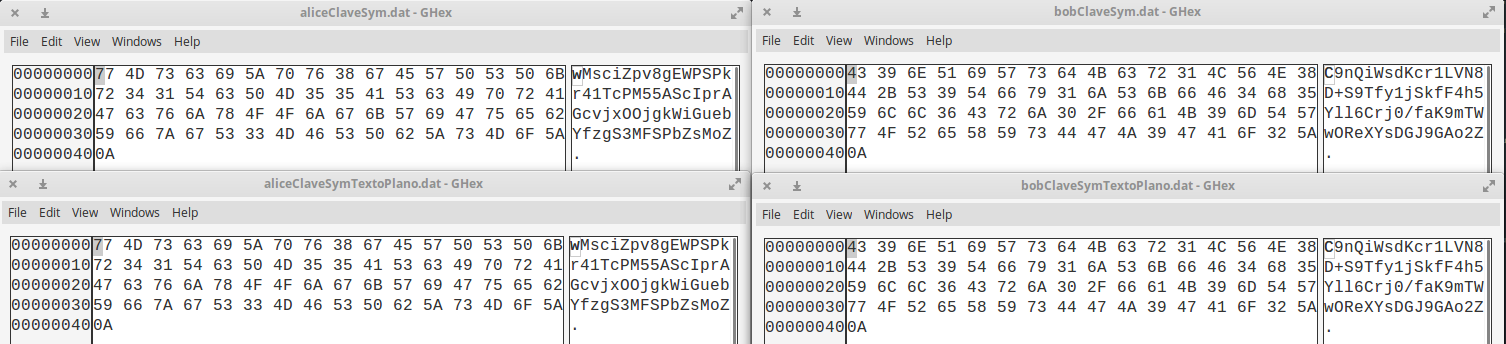 aliceClaveSym.dat - GHex
File Edit View Windows Help
00000000 77 4D 73 63 69 5A 70 76 38 67 45 57 50 53 50 6B wMsciZpv8gEWPSPk
00000010 72 34 31 54 63 50 4D 35 35 41 53 63 49 70 72 41 r41TcPM55AScIprA
00000020 47 63 76 6A 78 4F 4F 6A 67 6B 57 69 47 75 65 62 GcvjxOOjgkWiGueb
00000030 59 66 7A 67 53 33 4D 46 53 50 62 5A 73 4D 6F 5A YfzgS3MFSPbZsMoZ
00000040 0A .
bobClaveSym.dat - GHex
File Edit View Windows Help
00000000 43 39 6E 51 69 57 73 64 4B 63 72 31 4C 56 4E 38 C9nQiWsdKcr1LVN8
00000010 44 2B 53 39 54 66 79 31 6A 53 6B 66 46 34 68 35 D+S9Tfy1jSkfF4h5
00000020 59 6C 6C 36 43 72 6A 30 2F 66 61 4B 39 6D 54 57 Yll6Crj0/faK9mTW
00000030 77 4F 52 65 58 59 73 44 47 4A 39 47 41 6F 32 5A wOReXYsDGJ9GAo2Z
00000040 0A .
aliceClaveSymTextoPlano.dat - GHex
File Edit View Windows Help
00000000 77 4D 73 63 69 5A 70 76 38 67 45 57 50 53 50 6B wMsciZpv8gEWPSPk
00000010 72 34 31 54 63 50 4D 35 35 41 53 63 49 70 72 41 r41TcPM55AScIprA
00000020 47 63 76 6A 78 4F 4F 6A 67 6B 57 69 47 75 65 62 GcvjxOOjgkWiGueb
00000030 59 66 7A 67 53 33 4D 46 53 50 62 5A 73 4D 6F 5A YfzgS3MFSPbZsMoZ
00000040 0A .
bobClaveSymTextoPlano.dat - GHex
File Edit View Windows Help
00000000 43 39 6E 51 69 57 73 64 4B 63 72 31 4C 56 4E 38 C9nQiWsdKcr1LVN8
00000010 44 2B 53 39 54 66 79 31 6A 53 6B 66 46 34 68 35 D+S9Tfy1jSkfF4h5
00000020 59 6C 6C 36 43 72 6A 30 2F 66 61 4B 39 6D 54 57 Yll6Crj0/faK9mTW
00000030 77 4F 52 65 58 59 73 44 47 4A 39 47 41 6F 32 5A wOReXYsDGJ9GAo2Z
00000040 0A .